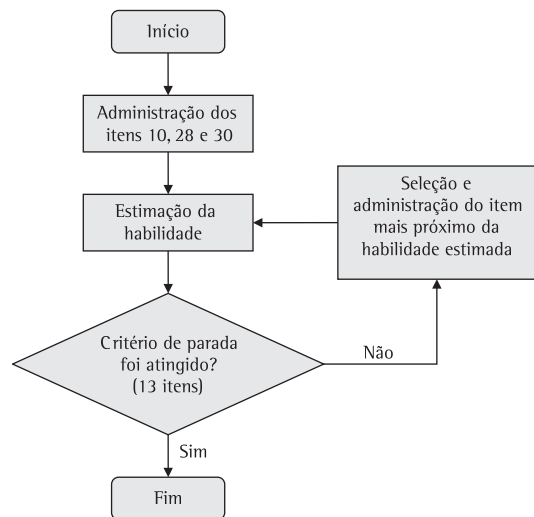 Início
Administração dos
itens 10, 28 e 30
Estimação da
habilidade
Seleção e
administração do item
mais próximo da
habilidade estimada
Critério de parada
foi atingido?
(13 itens)
Não
Sim
Fim